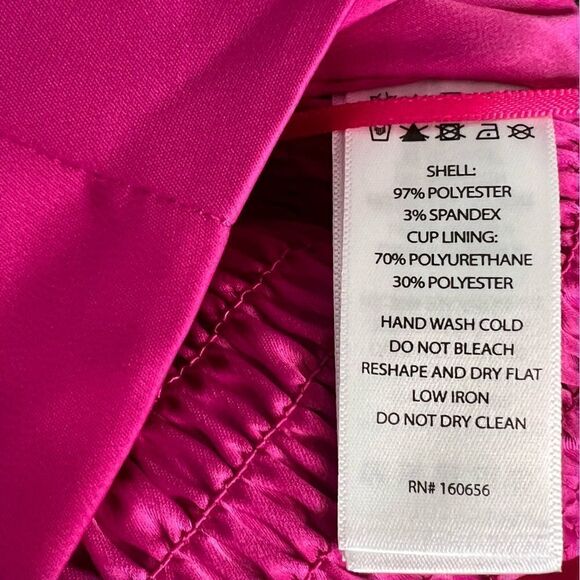 SHELL:
97% POLYESTER
3% SPANDEX
CUP LINING:
70% POLYURETHANE
30% POLYESTER
HAND WASH COLD
DO NOT BLEACH
RESHAPE AND DRY FLAT
LOW IRON
DO NOT DRY CLEAN
RN# 160656